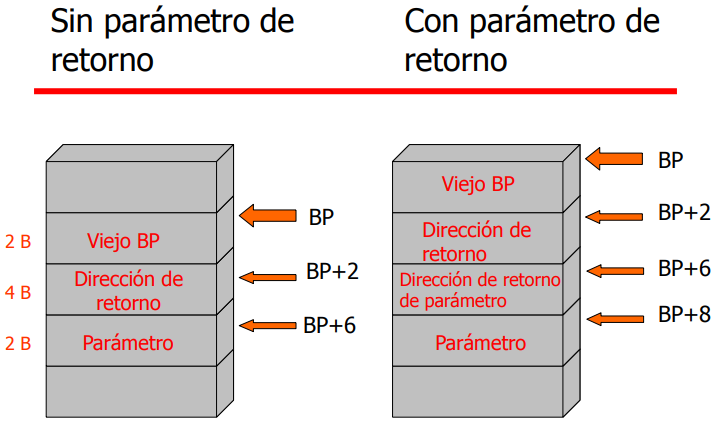 Sin parámetro de
retorno
Con parámetro de
retorno
BP
2 B
Viejo BP
4 B
Dirección de
retorno
BP+2
2 B
Parámetro
BP+6
Viejo BP
BP
Dirección de
retorno
BP+2
Dirección de retorno
de parámetro
BP+6
Parámetro
BP+8